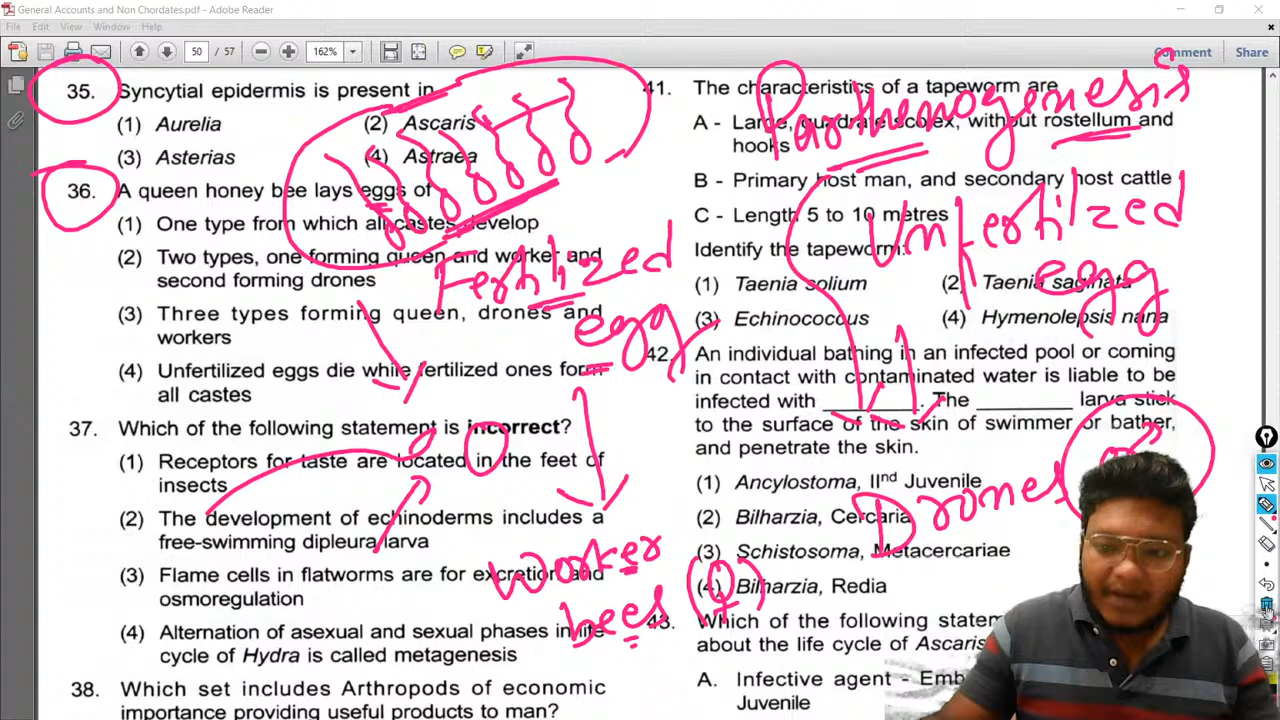 General Accounts and Non Chordates.pdf - Adobe Reader
File Edit View Window Help
50 / 57
162%
Comment
Share
35. Syncytial epidermis is present in
(1) Aurelia
(2) Ascaris
(3) Asterias
(4) Astraea
36. A queen honey bee lays eggs of
(1) One type from which all castes develop
(2) Two types, one forming queen and worker and
second forming drones
(3) Three types forming queen, drones and
workers
(4) Unfertilized eggs die while fertilized ones form
all castes
37. Which of the following statement is incorrect?
(1) Receptors for taste are located in the feet of
insects
(2) The development of echinoderms includes a
free-swimming dipleura larva
(3) Flame cells in flatworms are for excretion and
osmoregulation
(4) Alternation of asexual and sexual phases in life
cycle of Hydra is called metagenesis
38. Which set includes Arthropods of economic
importance providing useful products to man?
Fertilized
egg
Worker
bees (♀)
41. The characteristics of a tapeworm are
A - Large, quadrate scolex, without rostellum and
hooks
B - Primary host man, and secondary host cattle
C - Length 5 to 10 metres
Identify the tapeworm:
(1) Taenia solium
(2) Taenia saginata
(3) Echinococous
(4) Hymenolepsis nana
42. An individual bathing in an infected pool or coming
in contact with contaminated water is liable to be
infected with ________. The ________ larva stick
to the surface of the skin of swimmer or bather,
and penetrate the skin.
(1) Ancylostoma, IInd Juvenile
(2) Bilharzia, Cercaria
(3) Schistosoma, Metacercariae
(4) Bilharzia, Redia
43. Which of the following
about the life cycle of Ascaris
A. Infective agent - Emb
Juvenile
Parthenogenesis
Unfertilized
egg
Drones ♂